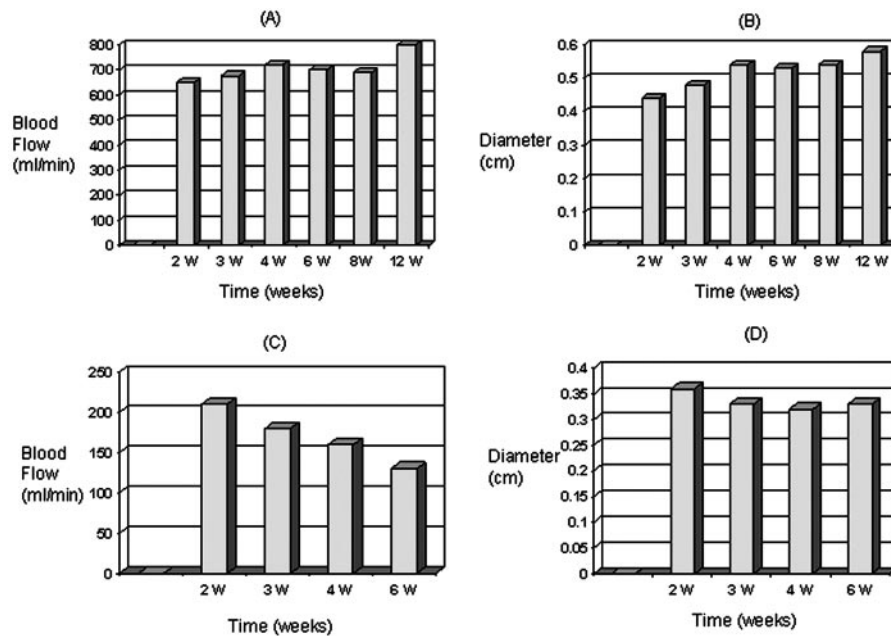 (A)
800
700
600
500
400
300
200
100
0
Blood
Flow
(ml/min)
2 W 3 W 4 W 6 W 8W 12 W
Time (weeks)
(B)
0.6
0.5
0.4
0.3
0.2
0.1
0
Diameter
(cm)
2 W 3 W 4 W 6 W 8 W 12 W
Time (weeks)
(C)
250
200
150
100
50
0
Blood
Flow
(ml/min)
2 W 3 W 4 W 6 W
Time (weeks)
(D)
0.4
0.35
0.3
0.25
0.2
0.15
0.1
0.05
0
Diameter
(cm)
2 W 3 W 4 W 6 W
Time (weeks)